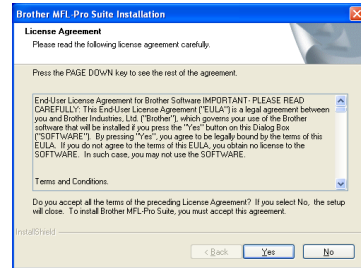 Brother MFL-Pro Suite Installation
License Agreement
Please read the following license agreement carefully.
Press the PAGE DOWN key to see the rest of the agreement.
End-User License Agreement for Brother Software IMPORTANT- PLEASE READ
CAREFULLY: This End-User License Agreement ("EULA") is a legal agreement between
you and Brother Industries, Ltd. ("Brother"), which governs your use of the Brother
software that will be installed if you press the "Yes" button on this Dialog Box
("SOFTWARE"). By pressing "Yes", you agree to be legally bound by the terms of this
EULA. If you do not agree to the terms of this EULA, you obtain no license to the
SOFTWARE. In such case, you may not use the SOFTWARE.
Terms and Conditions.
Do you accept all the terms of the preceding License Agreement? If you select No, the setup
will close. To install Brother MFL-Pro Suite, you must accept this agreement.
InstallShield
< Back
Yes
No